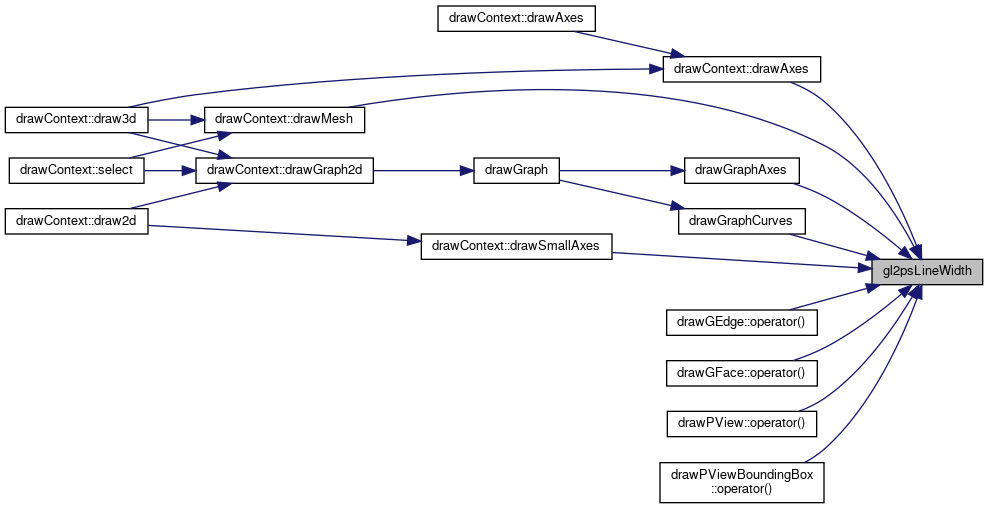 drawContext::drawAxes
drawContext::drawAxes
drawContext::draw3d
drawContext::drawMesh
drawContext::select
drawContext::drawGraph2d
drawGraph
drawGraphAxes
drawContext::draw2d
drawGraphCurves
drawContext::drawSmallAxes
gl2psLineWidth
drawGEdge::operator()
drawGFace::operator()
drawPView::operator()
drawPViewBoundingBox
::operator()